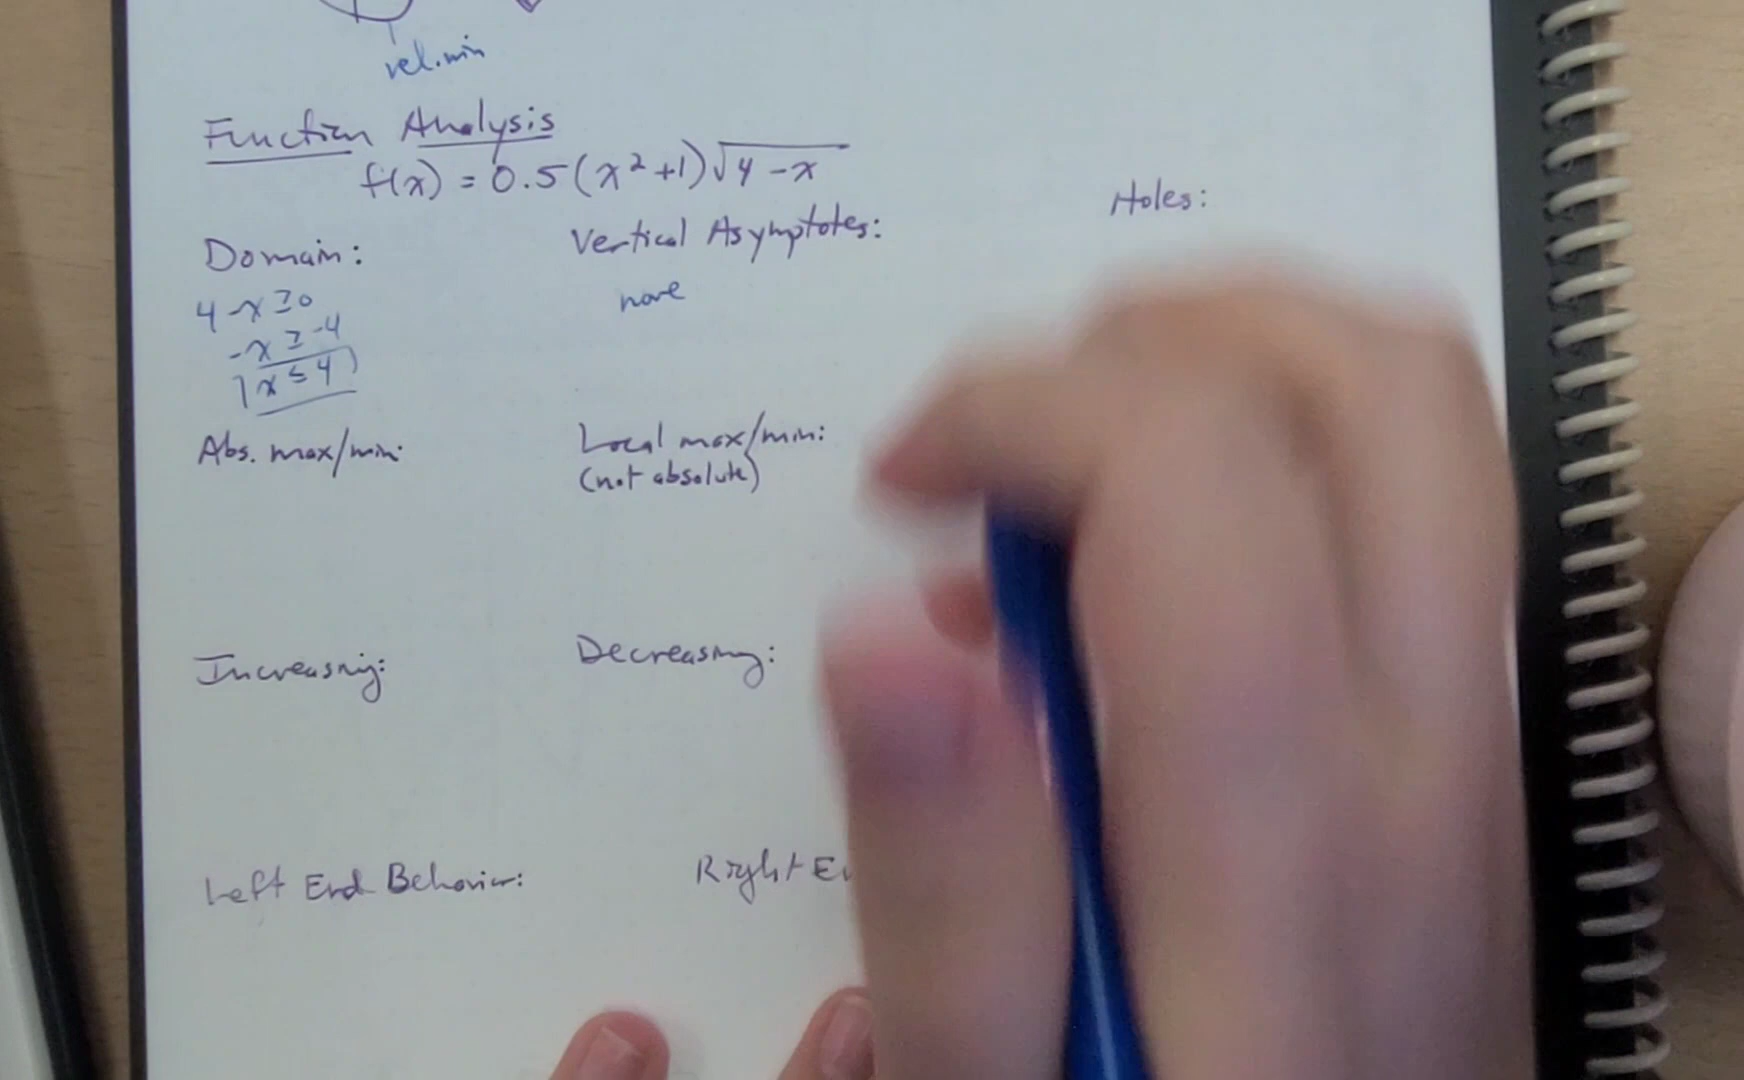 rel.min
Function Analysis
f(x) = 0.5(x²+1)√4-x
Holes:
Domain:
Vertical Asymptotes:
4-x≥0
none
-x≥-4
x≤4
Abs. max/min:
Local max/min:
(not absolute)
Increasing:
Decreasing:
Left End Behavior:
Right